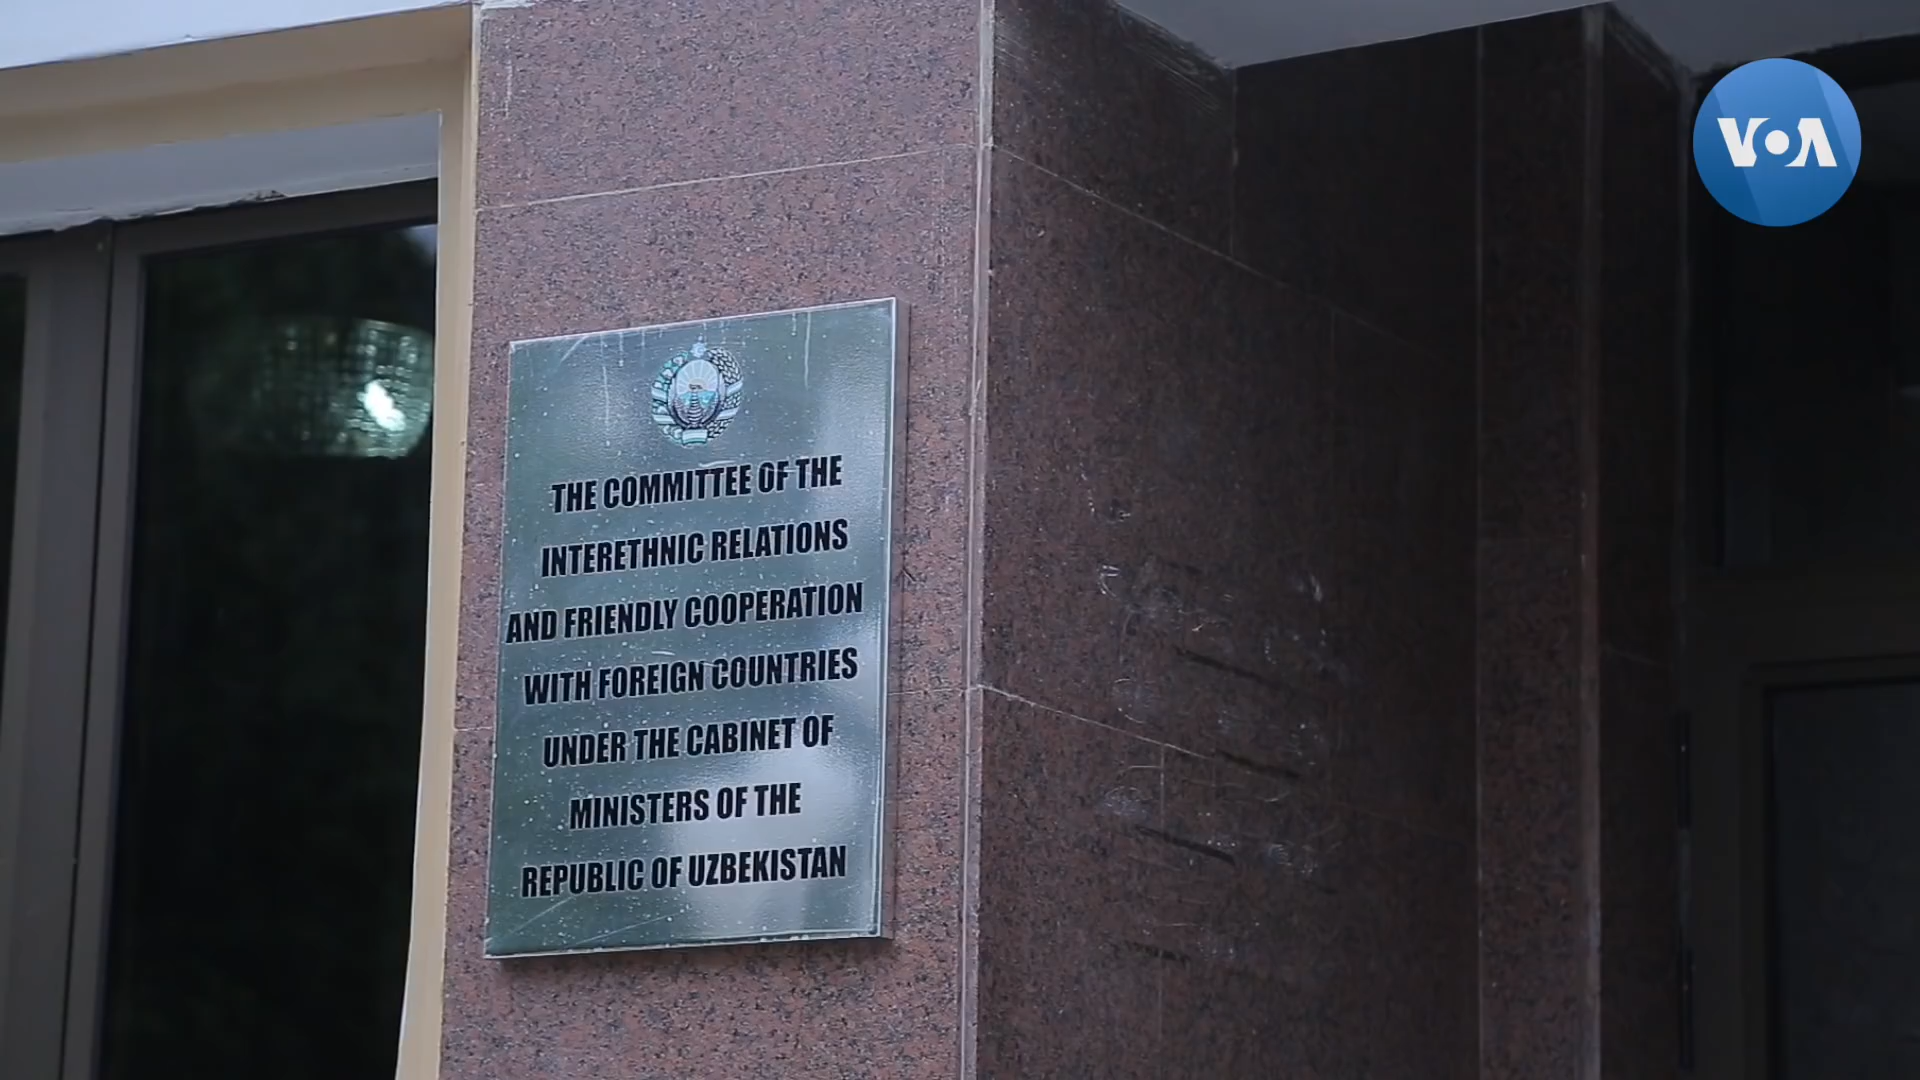 VOA
THE COMMITTEE OF THE
INTERETHNIC RELATIONS
AND FRIENDLY COOPERATION
WITH FOREIGN COUNTRIES
UNDER THE CABINET OF
MINISTERS OF THE
REPUBLIC OF UZBEKISTAN